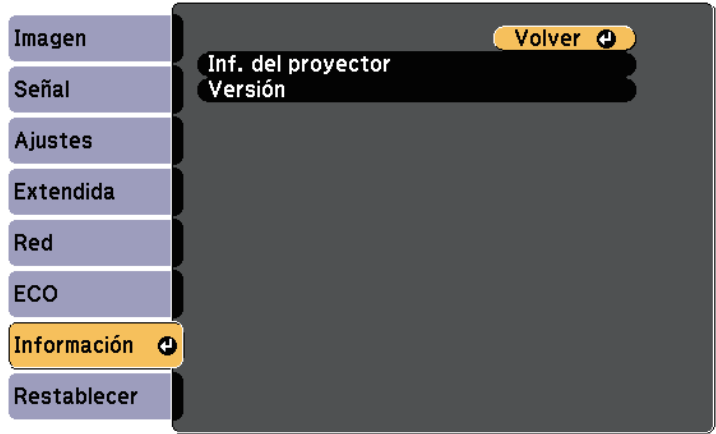 Imagen
Señal
Ajustes
Extendida
Red
ECO
Información
Restablecer
Volver
Inf. del proyector
Versión